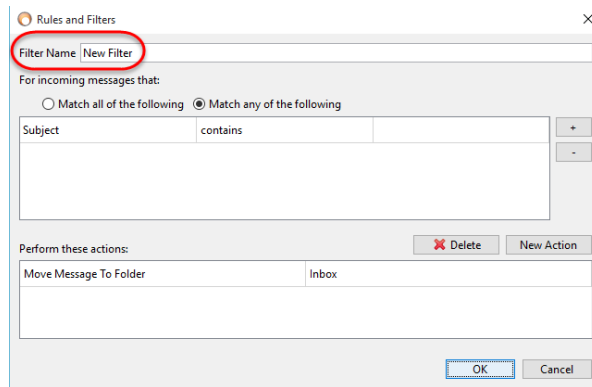 Rules and Filters
Filter Name New Filter
For incoming messages that:
Match all of the following Match any of the following
Subject contains
+
-
Delete New Action
Perform these actions:
Move Message To Folder Inbox
OK Cancel